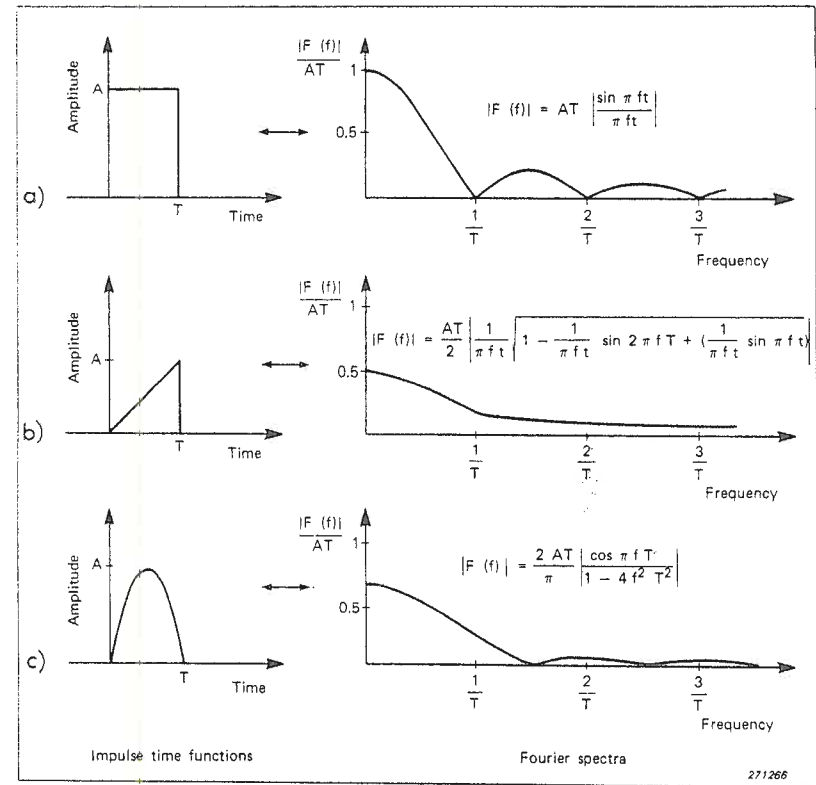 |F (f)|
AT
Amplitude
A
1
0.5
|F (f)| = AT |sin π ft / π ft|
a)
T
Time
1/T
2/T
3/T
Frequency
|F (f)|
AT
Amplitude
A
1
0.5
|F (f)| = AT/2 |1/π f t √1 − 1/π f t sin 2 π f T + (1/π f t sin π f t)|
b)
T
Time
1/T
2/T
3/T
Frequency
|F (f)|
AT
Amplitude
A
1
0.5
|F (f)| = 2 AT/π |cos π f T / 1 − 4 f² T²|
c)
T
Time
1/T
2/T
3/T
Frequency
Impulse time functions
Fourier spectra
271266